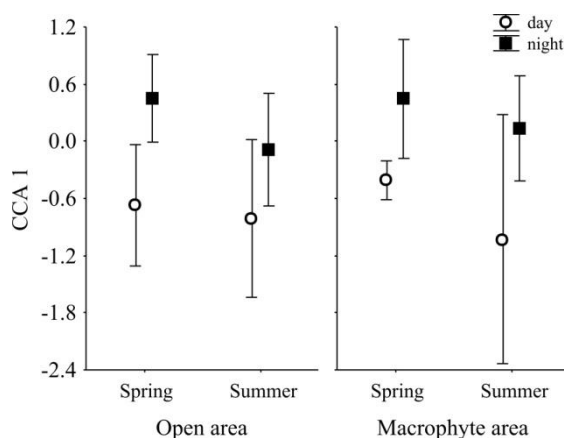 day
night
1.2
0.6
0.0
-0.6
-1.2
-1.8
-2.4
CCA 1
Spring Summer Spring Summer
Open area Macrophyte area